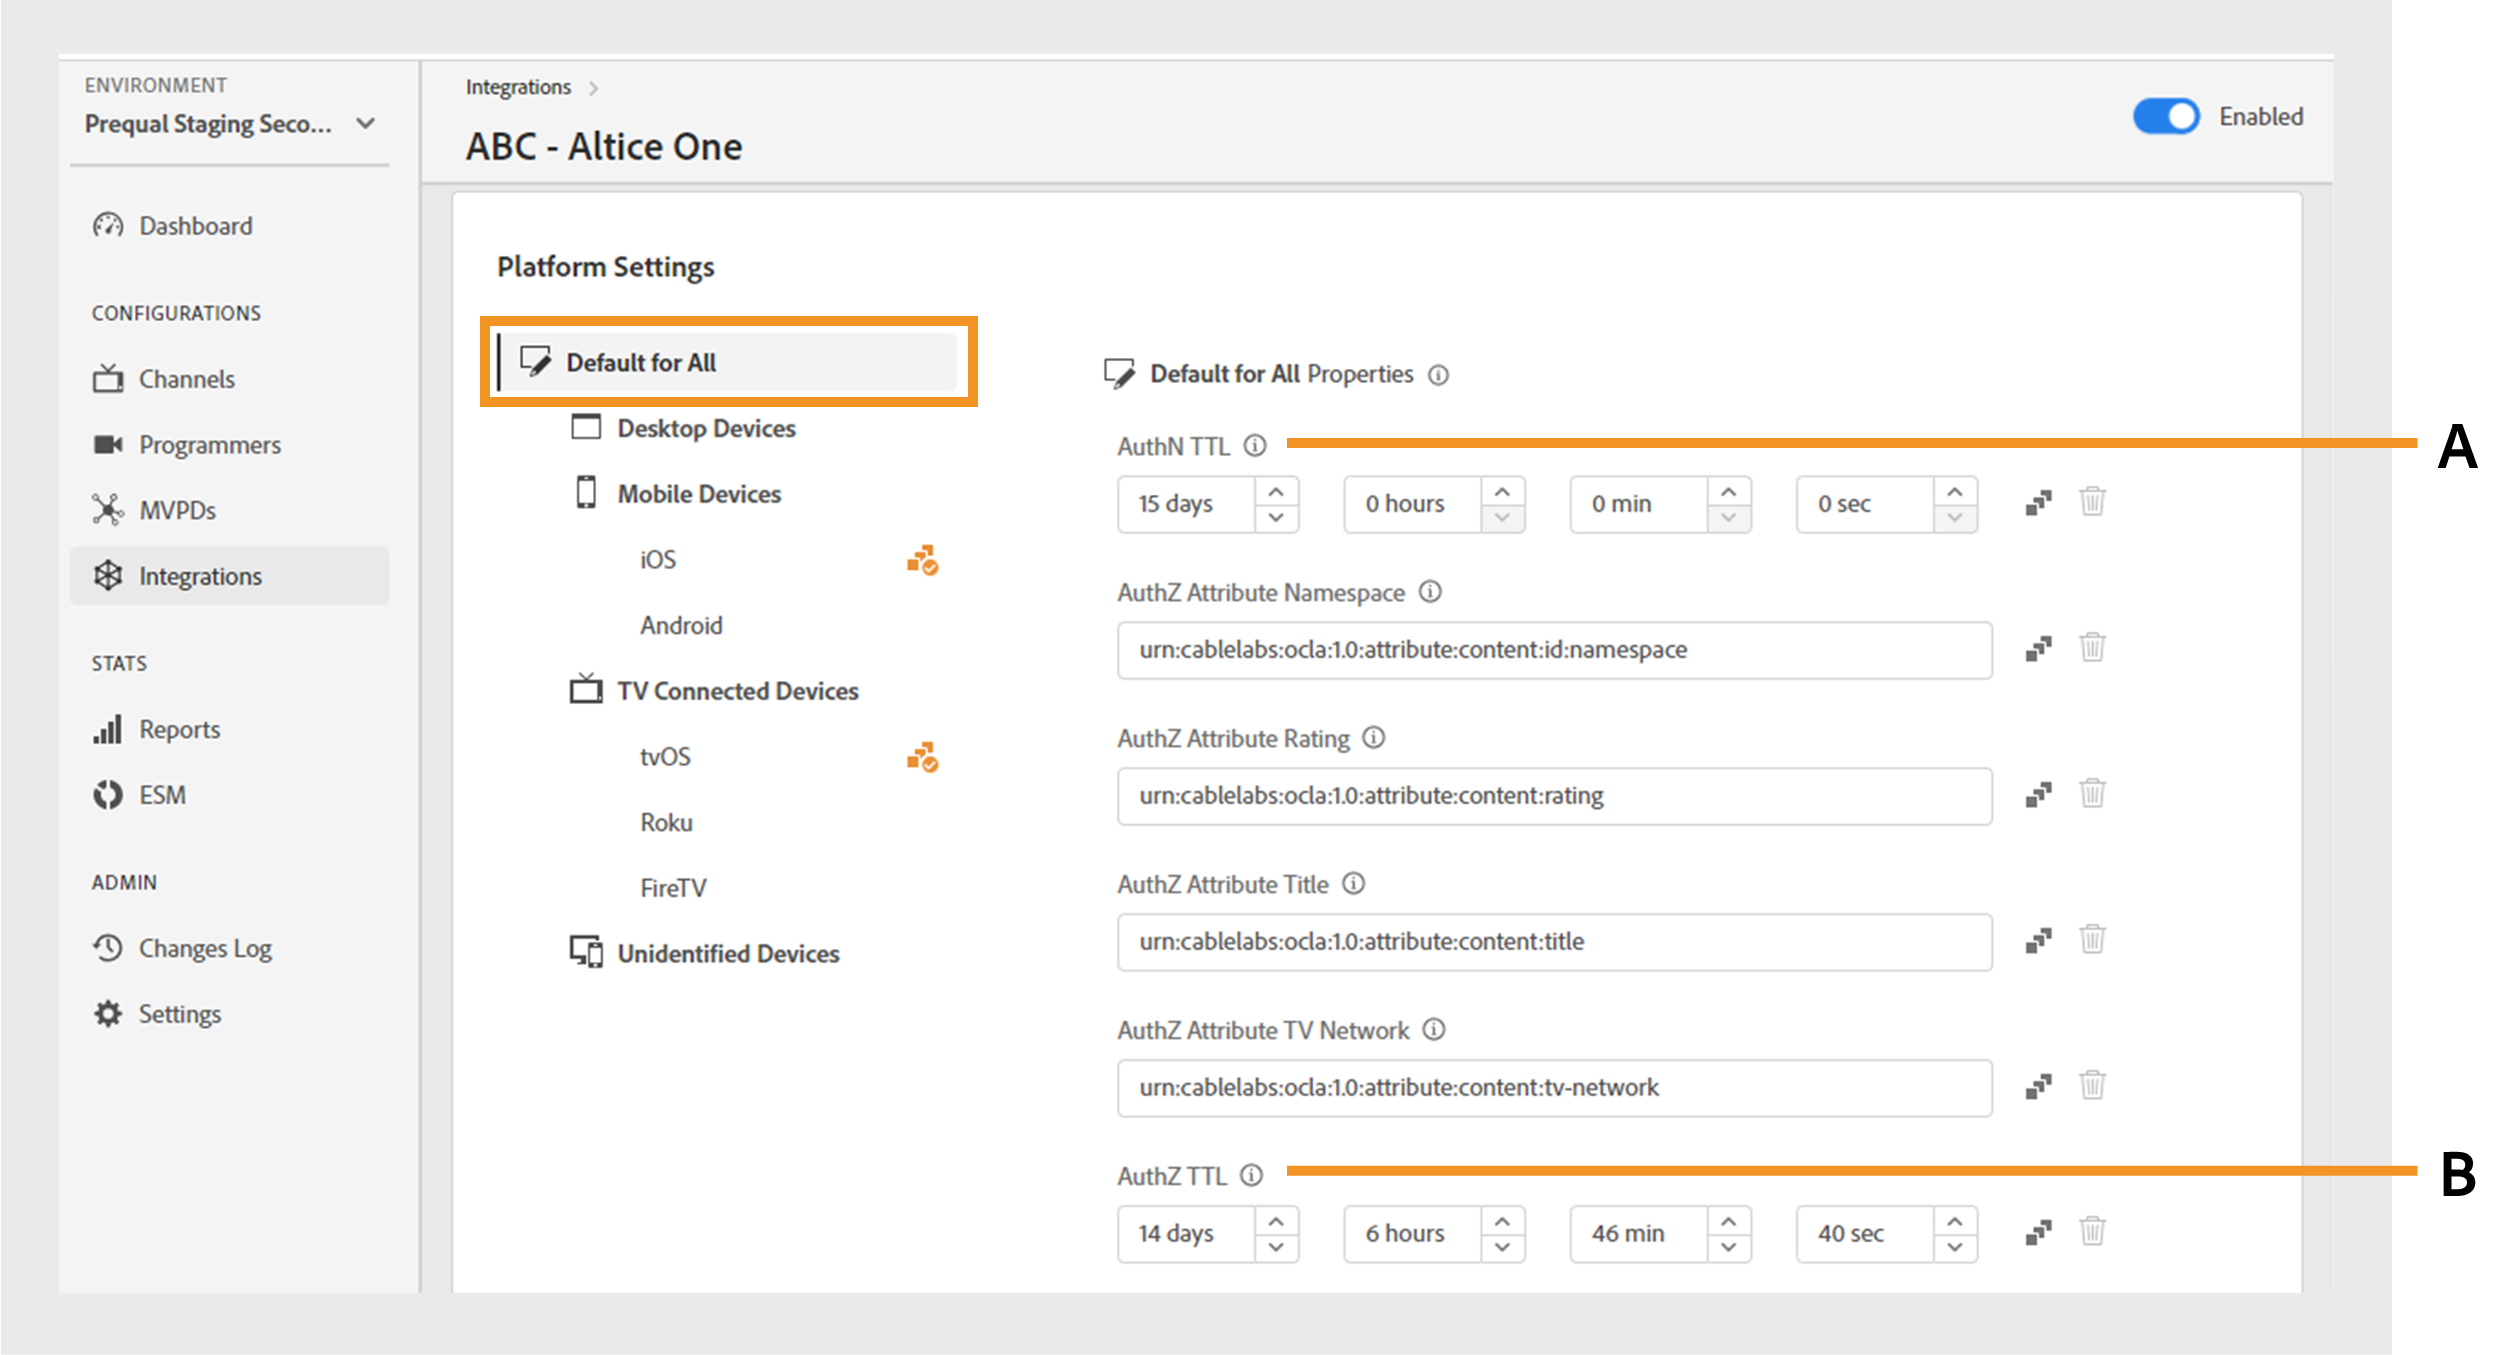 ENVIRONMENT
Prequal Staging Seco...
Dashboard
CONFIGURATIONS
Channels
Programmers
MVPDs
Integrations
STATS
Reports
ESM
ADMIN
Changes Log
Settings
Integrations
ABC - Altice One
Enabled
Platform Settings
Default for All
Desktop Devices
Mobile Devices
iOS
Android
TV Connected Devices
tvOS
Roku
FireTV
Unidentified Devices
Default for All Properties
AuthN TTL
A
15 days 0 hours 0 min 0 sec
AuthZ Attribute Namespace
urn:cablelabs:ocla:1.0:attribute:content:id:namespace
AuthZ Attribute Rating
urn:cablelabs:ocla:1.0:attribute:content:rating
AuthZ Attribute Title
urn:cablelabs:ocla:1.0:attribute:content:title
AuthZ Attribute TV Network
urn:cablelabs:ocla:1.0:attribute:content:tv-network
AuthZ TTL
B
14 days 6 hours 46 min 40 sec